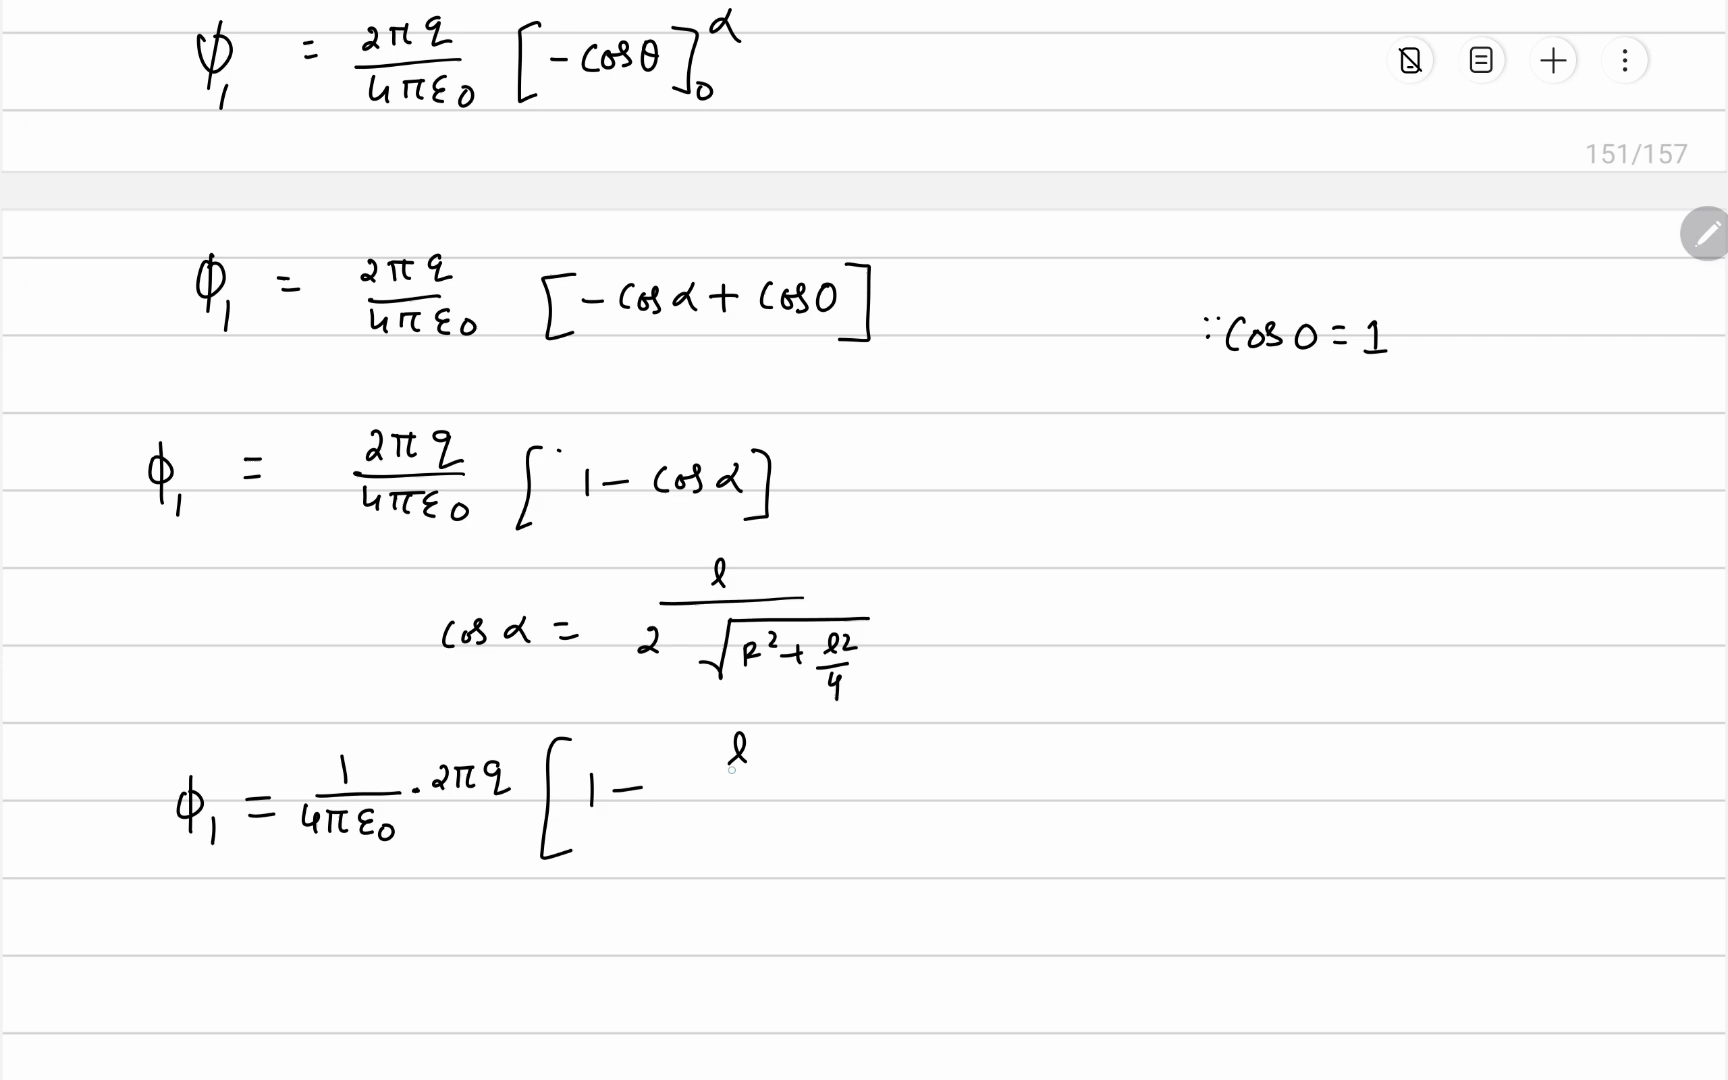 ϕ₁ = 2πq/4πε₀ [-cosθ]₀^α
151/157
ϕ₁ = 2πq/4πε₀ [-cosα + cos0]
∵ cos0 = 1
ϕ₁ = 2πq/4πε₀ [1 - cosα]
cosα = l/2√(R² + l²/4)
ϕ₁ = 1/4πε₀ · 2πq [1 - l